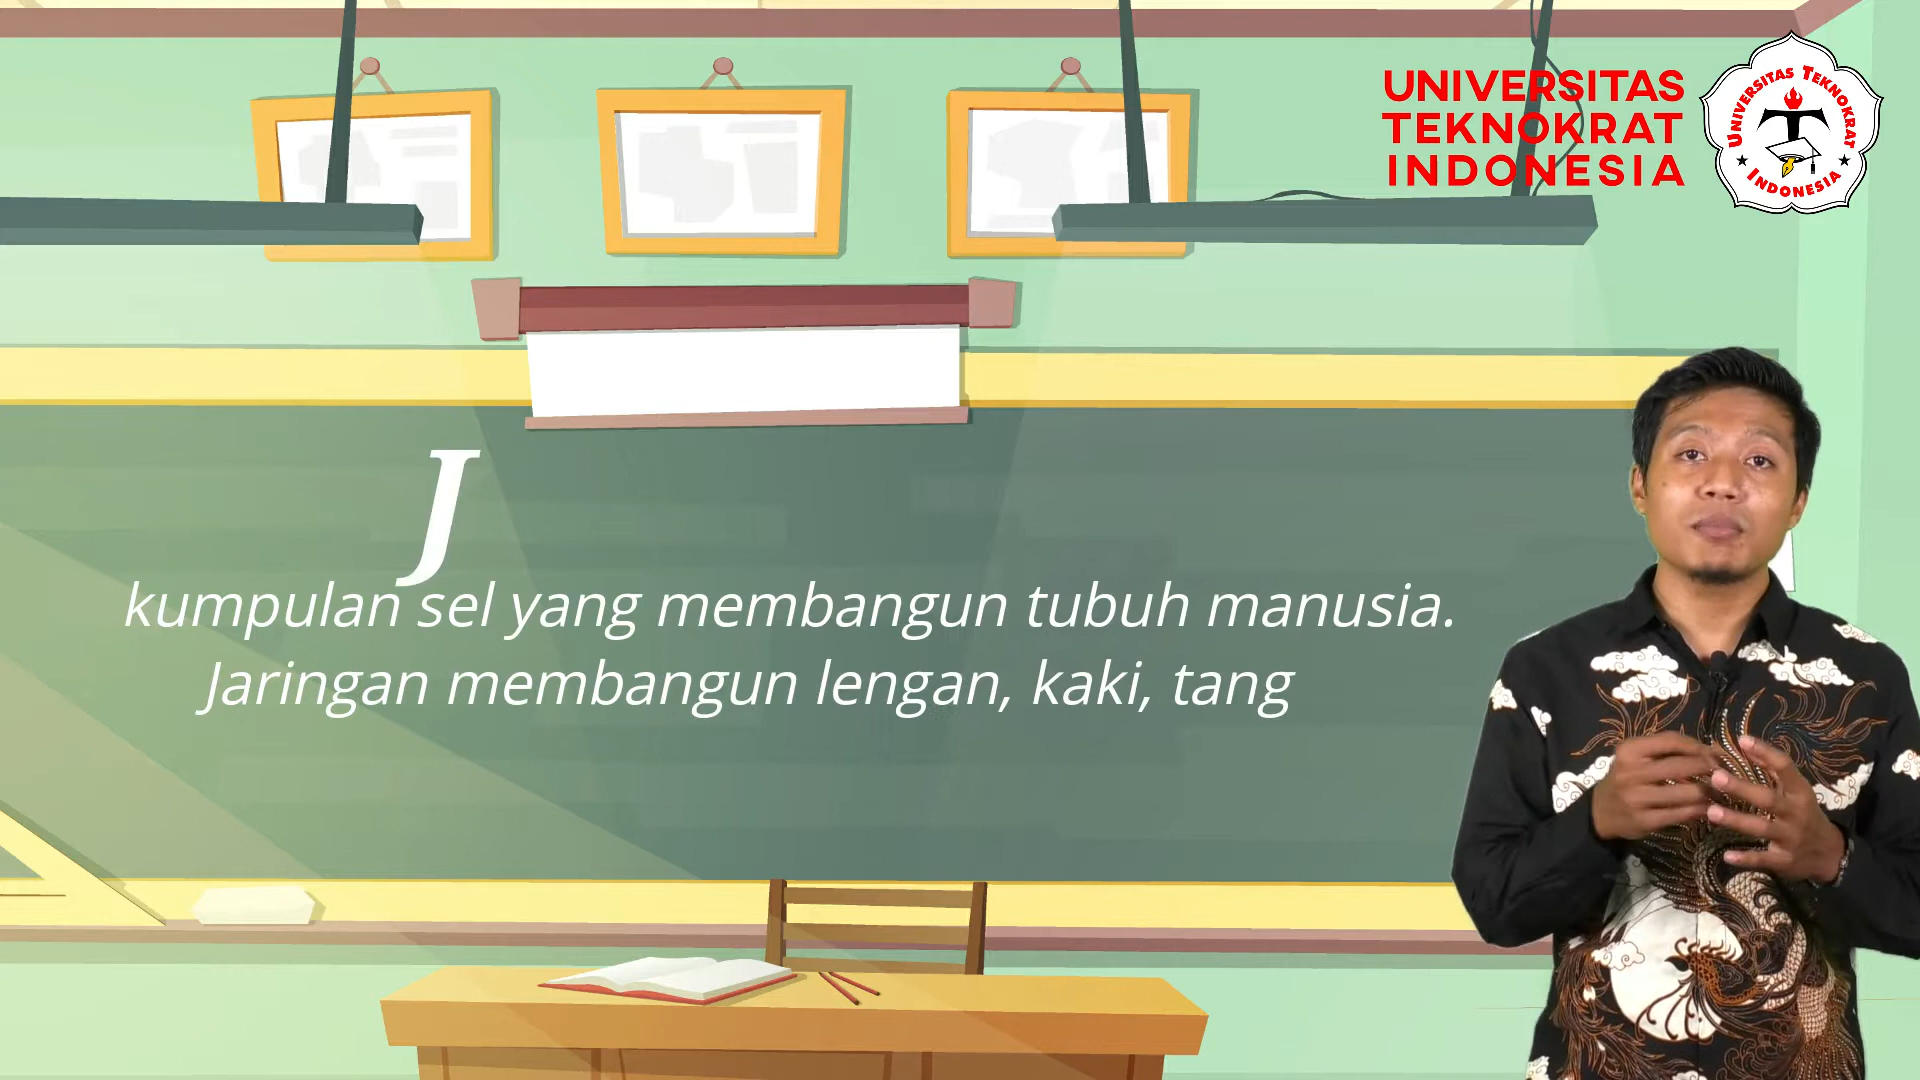 UNIVERSITAS
TEKNOKRAT
INDONESIA
UNIVERSITAS TEKNOKRAT
INDONESIA
J
kumpulan sel yang membangun tubuh manusia.
Jaringan membangun lengan, kaki, tang